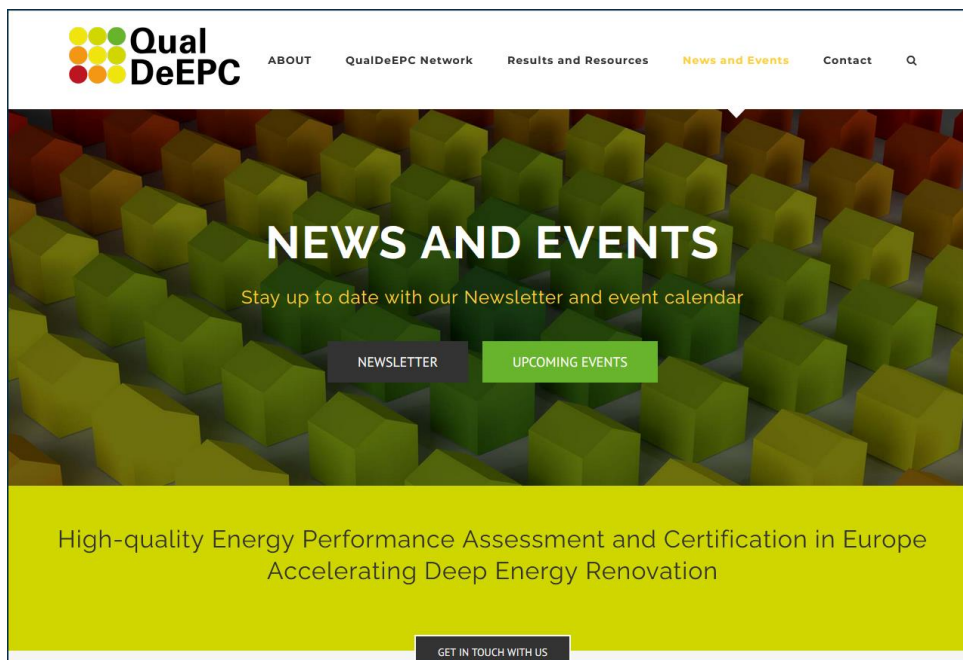 Qual
DeEPC
ABOUT QualDeEPC Network Results and Resources News and Events Contact
NEWS AND EVENTS
Stay up to date with our Newsletter and event calendar
NEWSLETTER UPCOMING EVENTS
High-quality Energy Performance Assessment and Certification in Europe
Accelerating Deep Energy Renovation
GET IN TOUCH WITH US